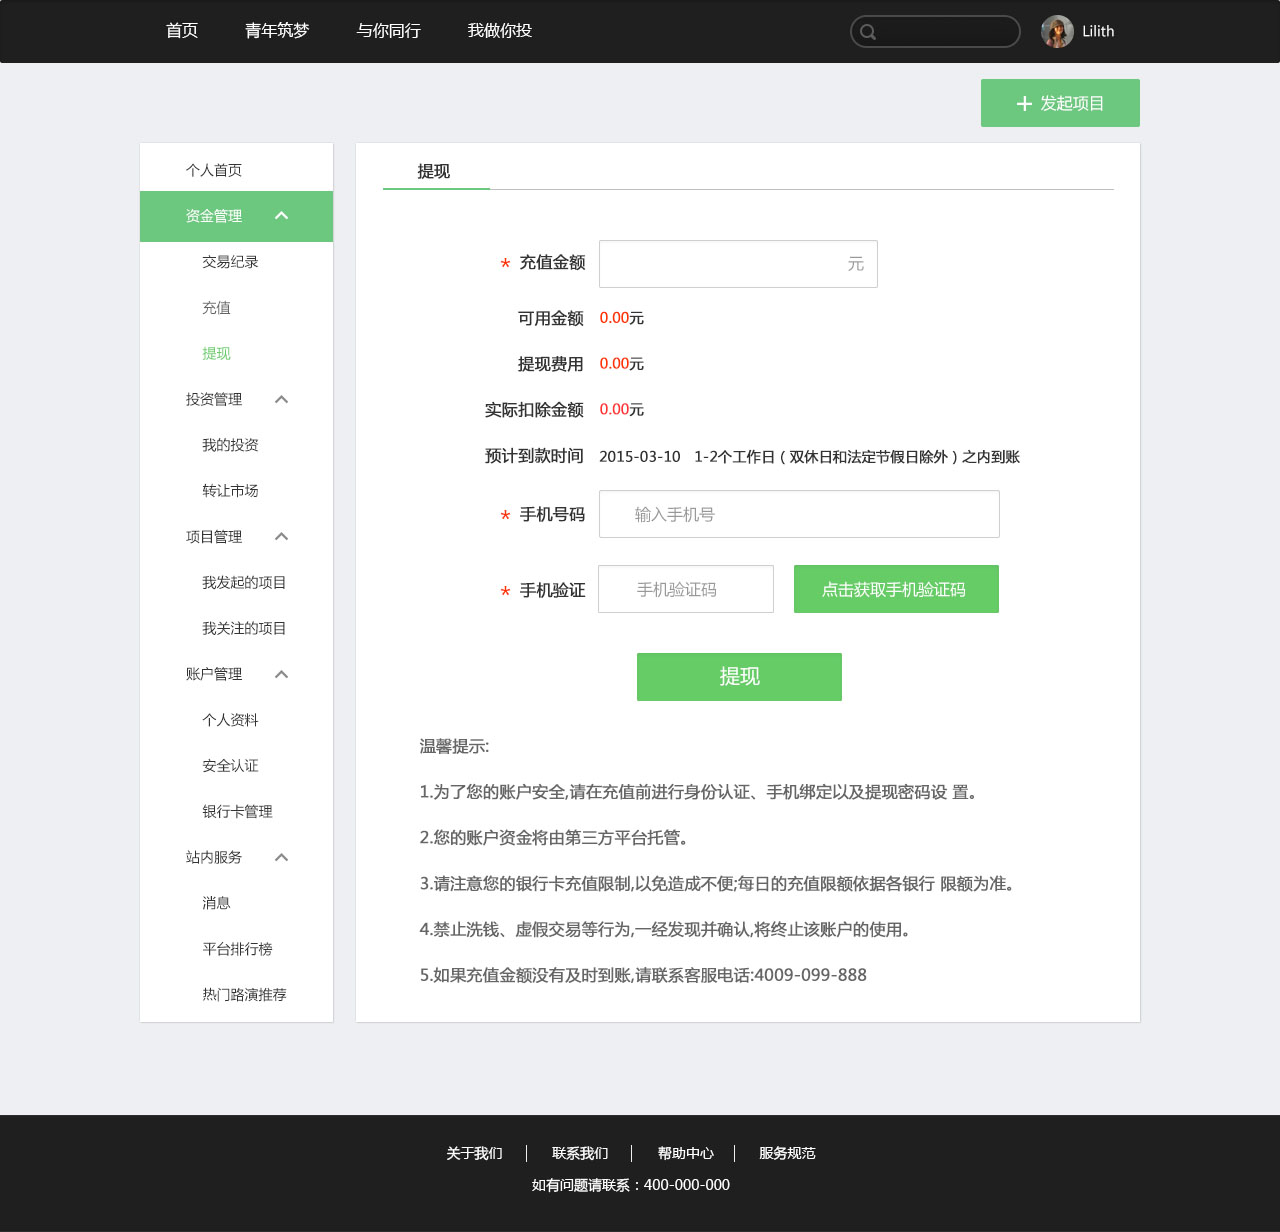 首页 青年筑梦 与你同行 我做你投 Lilith
+ 发起项目
个人首页
资金管理
交易纪录
充值
提现
投资管理
我的投资
转让市场
项目管理
我发起的项目
我关注的项目
账户管理
个人资料
安全认证
银行卡管理
站内服务
消息
平台排行榜
热门路演推荐
提现
* 充值金额 元
可用金额 0.00元
提现费用 0.00元
实际扣除金额 0.00元
预计到款时间 2015-03-10 1-2个工作日（双休日和法定节假日除外）之内到账
* 手机号码 输入手机号
* 手机验证 手机验证码 点击获取手机验证码
提现
温馨提示:
1.为了您的账户安全,请在充值前进行身份认证、手机绑定以及提现密码设 置。
2.您的账户资金将由第三方平台托管。
3.请注意您的银行卡充值限制,以免造成不便;每日的充值限额依据各银行 限额为准。
4.禁止洗钱、虚假交易等行为,一经发现并确认,将终止该账户的使用。
5.如果充值金额没有及时到账,请联系客服电话:4009-099-888
关于我们 | 联系我们 | 帮助中心 | 服务规范
如有问题请联系：400-000-000